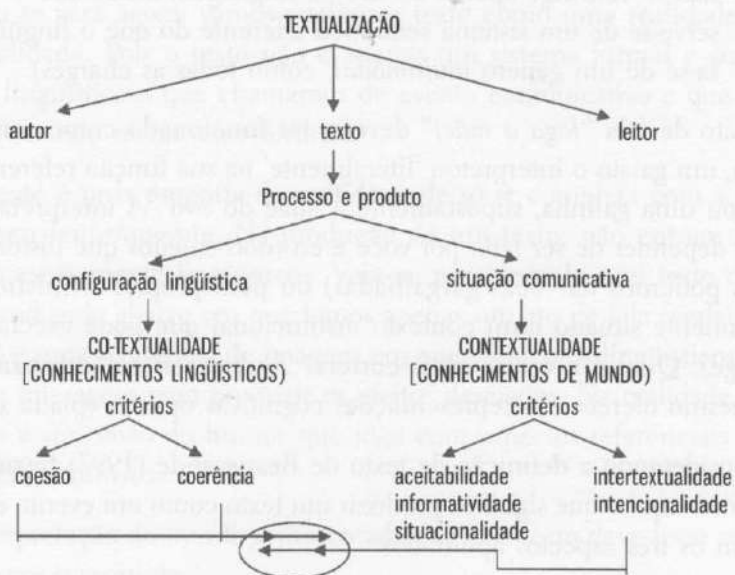 TEXTUALIZAÇÃO
autor texto leitor
Processo e produto
configuração lingüística situação comunicativa
CO-TEXTUALIDADE CONTEXTUALIDADE
[CONHECIMENTOS LINGÜÍSTICOS] [CONHECIMENTOS DE MUNDO]
critérios critérios
coesão coerência aceitabilidade intertextualidade
informatividade intencionalidade
situacionalidade